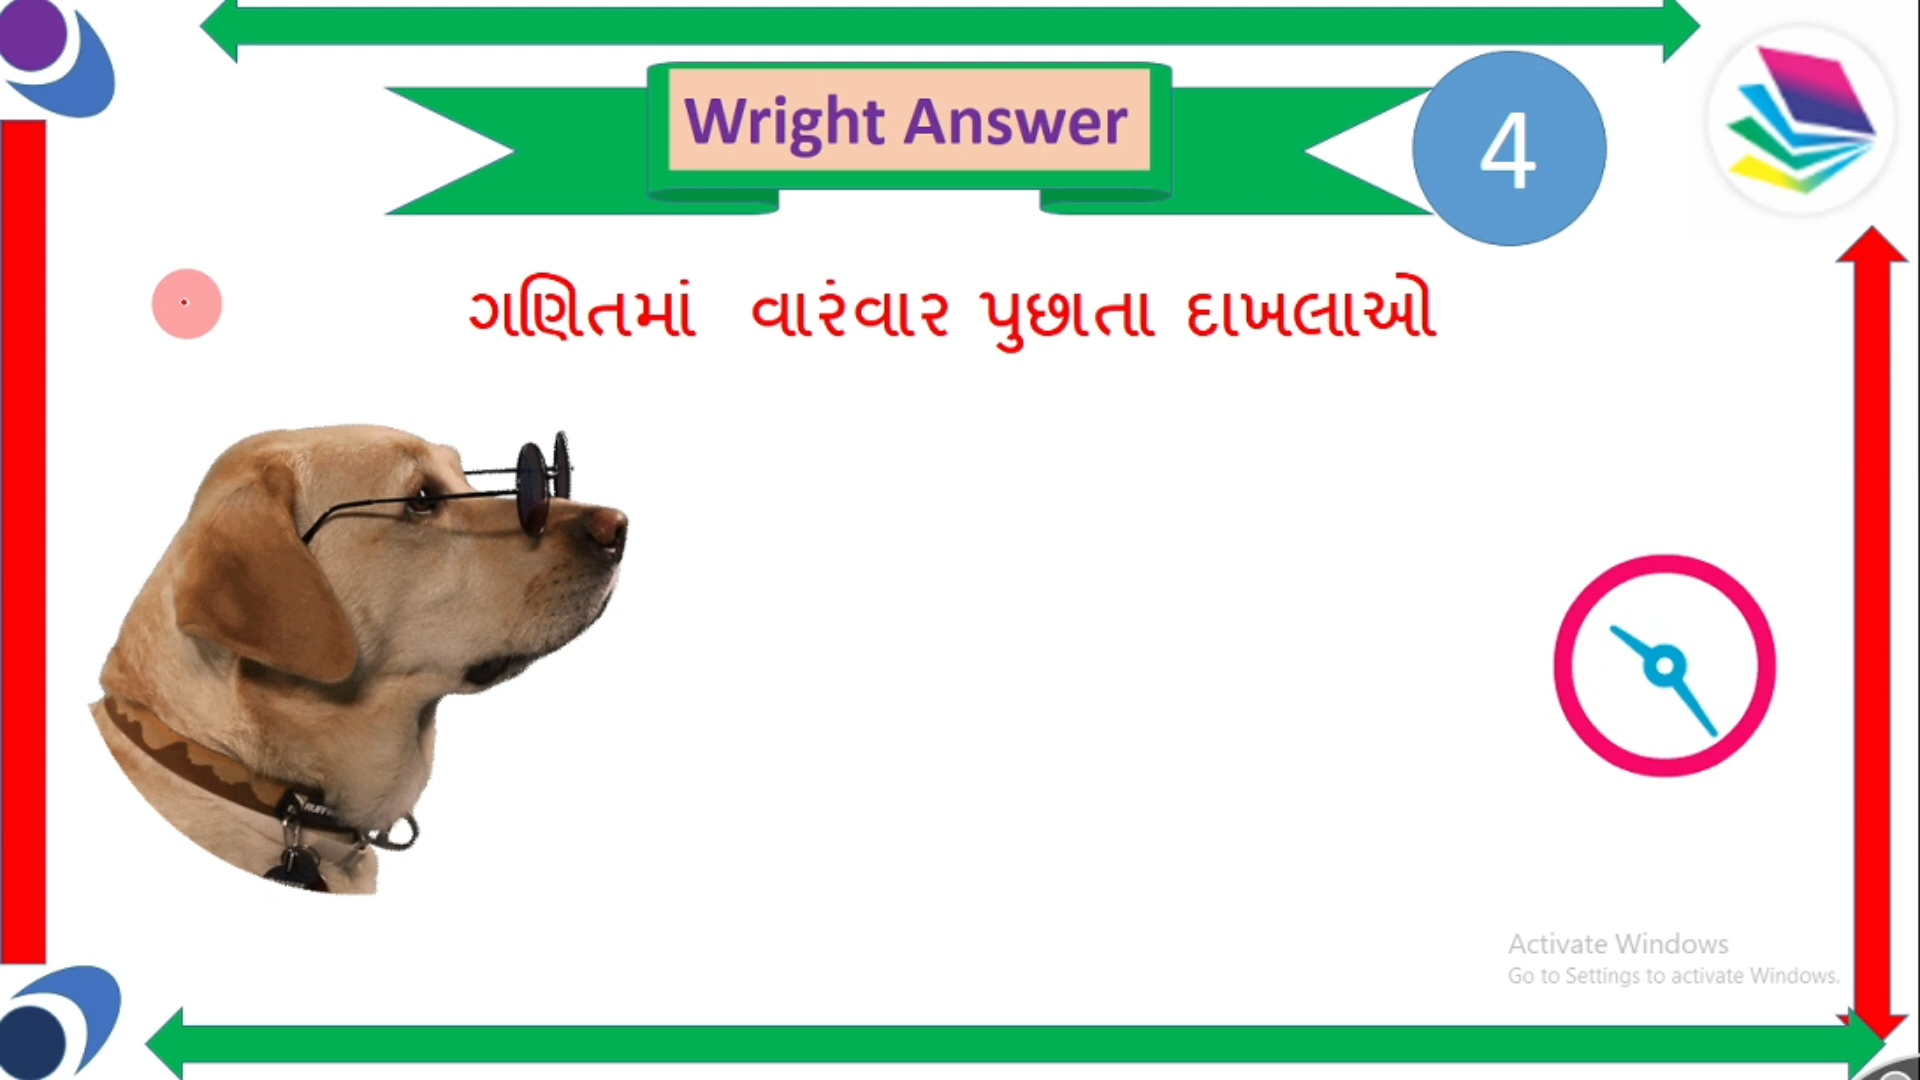 Wright Answer
4
ગણિતમાં વારંવાર પુછાતા દાખલાઓ
Activate Windows
Go to Settings to activate Windows.